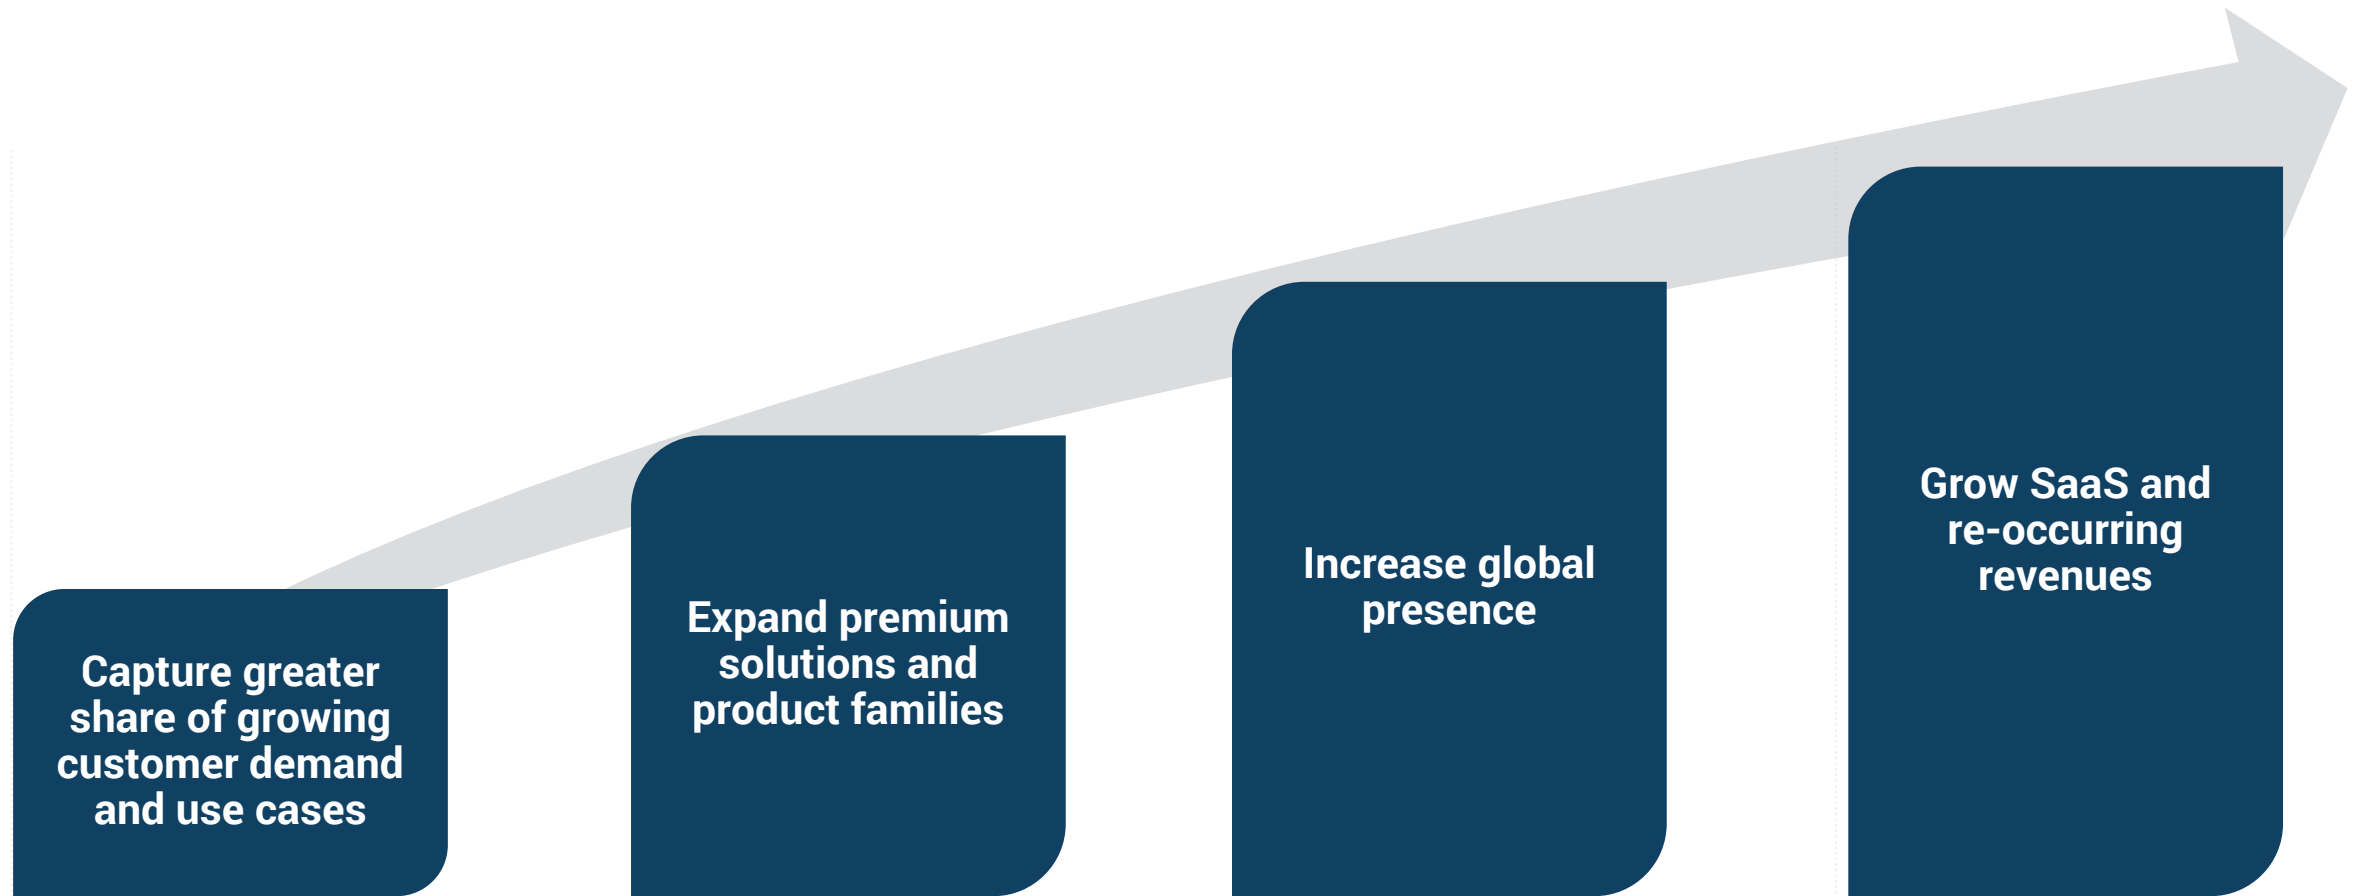 Capture greater
share of growing
customer demand
and use cases
Expand premium
solutions and
product families
Increase global
presence
Grow SaaS and
re-occurring
revenues